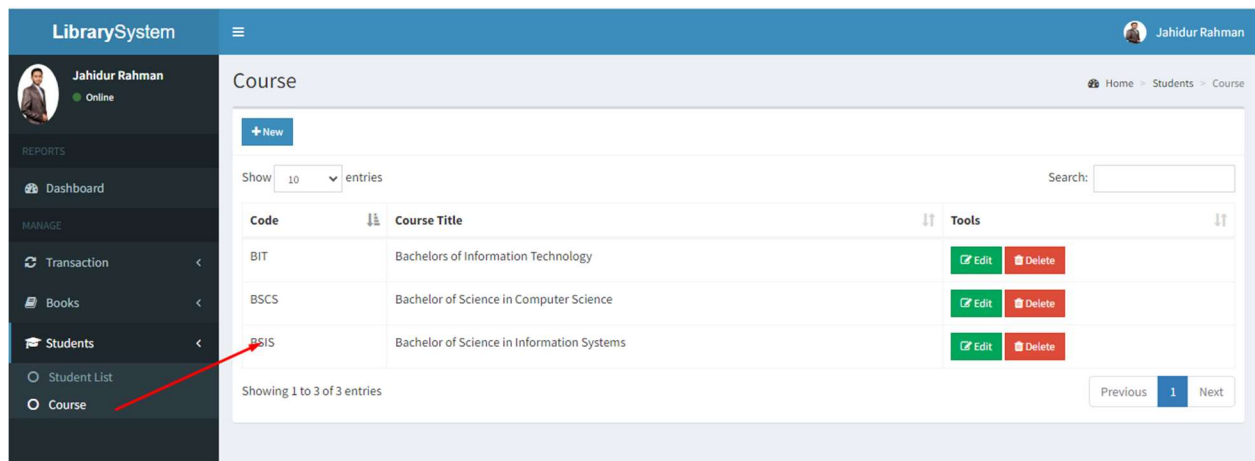 LibrarySystem
Jahidur Rahman
Jahidur Rahman
Online
REPORTS
Dashboard
MANAGE
Transaction
Books
Students
Student List
Course
Course
Home > Students > Course
+ New
Show 10 entries
Search:
Code Course Title Tools
BIT Bachelors of Information Technology Edit Delete
BSCS Bachelor of Science in Computer Science Edit Delete
BSIS Bachelor of Science in Information Systems Edit Delete
Showing 1 to 3 of 3 entries
Previous 1 Next